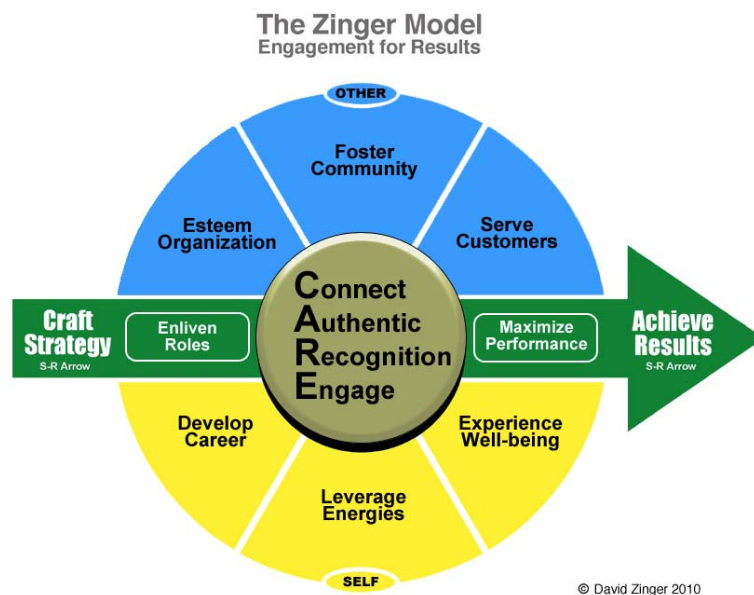 The Zinger Model
Engagement for Results
OTHER
Foster
Community
Esteem
Organization
Serve
Customers
Craft
Strategy
S-R Arrow
Enliven
Roles
Connect
Authentic
Recognition
Engage
Maximize
Performance
Achieve
Results
S-R Arrow
Develop
Career
Experience
Well-being
Leverage
Energies
SELF
© David Zinger 2010